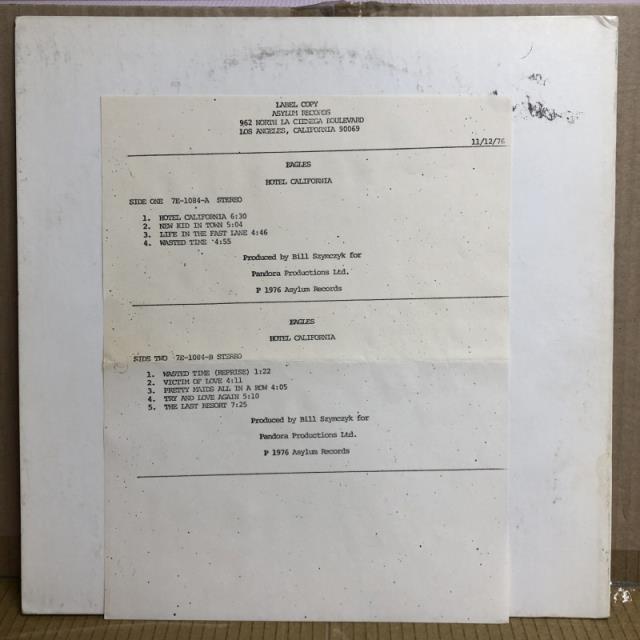 LABEL COPY
ASYLUM RECORDS
962 NORTH LA CIENEGA BOULEVARD
LOS ANGELES, CALIFORNIA 90069
11/12/76
EAGLES
HOTEL CALIFORNIA
SIDE ONE 7E-1084-A STEREO
1. HOTEL CALIFORNIA 6:30
2. NEW KID IN TOWN 5:04
3. LIFE IN THE FAST LANE 4:46
4. WASTED TIME 4:55
Produced by Bill Szymczyk for
Pandora Productions Ltd.
P 1976 Asylum Records
EAGLES
HOTEL CALIFORNIA
SIDE TWO 7E-1084-B STEREO
1. WASTED TIME (REPRISE) 1:22
2. VICTIM OF LOVE 4:11
3. PRETTY MAIDS ALL IN A ROW 4:05
4. TRY AND LOVE AGAIN 5:10
5. THE LAST RESORT 7:25
Produced by Bill Szymczyk for
Pandora Productions Ltd.
P 1976 Asylum Records